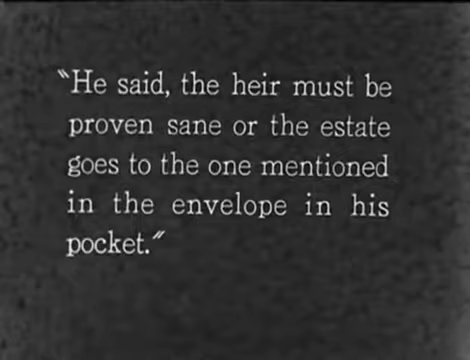 "He said, the heir must be
proven sane or the estate
goes to the one mentioned
in the envelope in his
pocket."